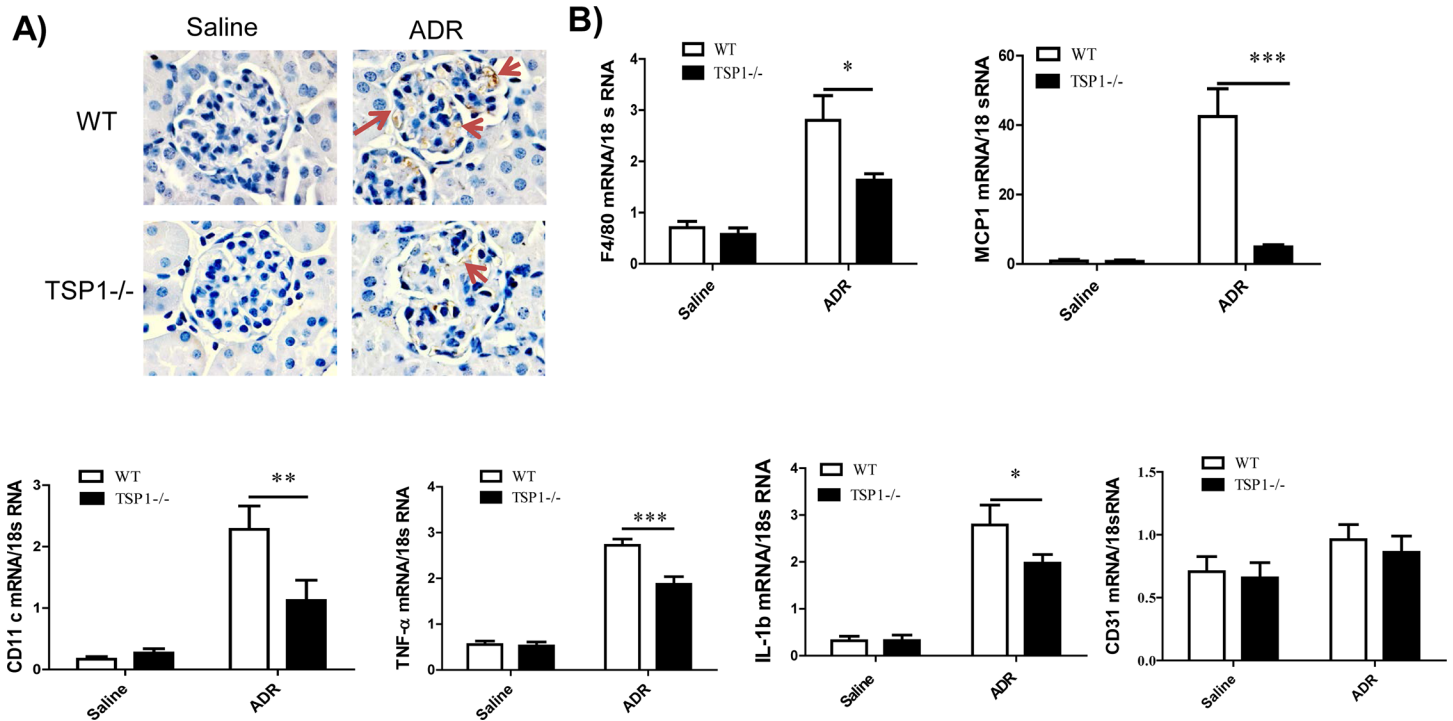 A)
Saline
ADR
WT
TSP1-/-
B)
F4/80 mRNA/18 s RNA
4
3
2
1
0
WT
TSP1-/-
*
Saline
ADR
MCP1 mRNA/18 sRNA
60
40
20
0
WT
TSP1-/-
***
Saline
ADR
CD11 c mRNA/18s RNA
3
2
1
0
WT
TSP1-/-
**
Saline
ADR
TNF-α mRNA/18s RNA
4
3
2
1
0
WT
TSP1-/-
***
Saline
ADR
IL-1b mRNA/18s RNA
4
3
2
1
0
WT
TSP1-/-
*
Saline
ADR
CD31 mRNA/18sRNA
1.5
1.0
0.5
0.0
WT
TSP1-/-
Saline
ADR